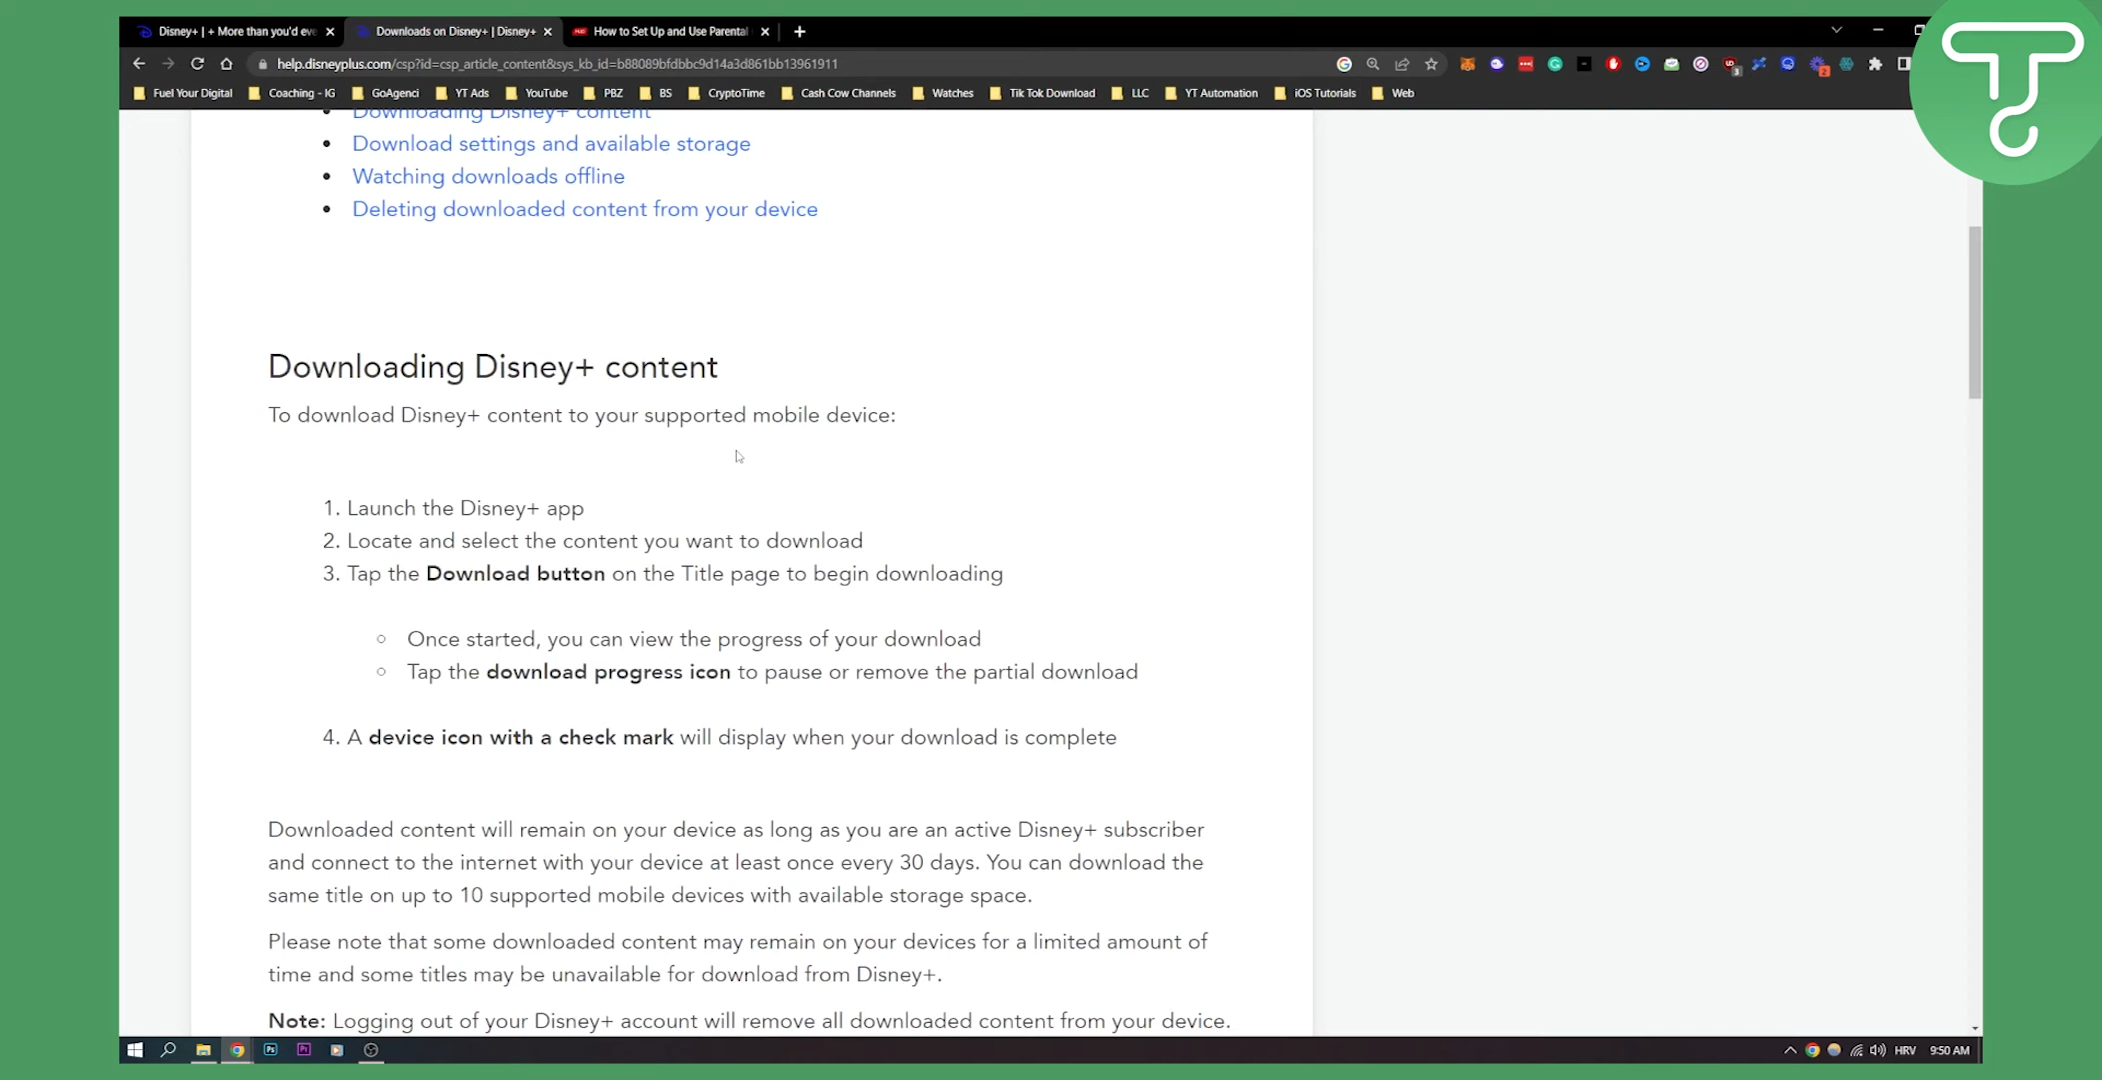 Disney+ | + More than you'd eve
Downloads on Disney+ | Disney+
How to Set Up and Use Parental
help.disneyplus.com/csp?id=csp_article_content&sys_kb_id=b88089bfdbbc9d14a3d861bb13961911
Fuel Your Digital
Coaching - IG
GoAgenci
YT Ads
YouTube
PBZ
BS
CryptoTime
Cash Cow Channels
Watches
Tik Tok Download
LLC
YT Automation
iOS Tutorials
Web
Downloading Disney+ content
Download settings and available storage
Watching downloads offline
Deleting downloaded content from your device
Downloading Disney+ content
To download Disney+ content to your supported mobile device:
1. Launch the Disney+ app
2. Locate and select the content you want to download
3. Tap the Download button on the Title page to begin downloading
Once started, you can view the progress of your download
Tap the download progress icon to pause or remove the partial download
4. A device icon with a check mark will display when your download is complete
Downloaded content will remain on your device as long as you are an active Disney+ subscriber
and connect to the internet with your device at least once every 30 days. You can download the
same title on up to 10 supported mobile devices with available storage space.
Please note that some downloaded content may remain on your devices for a limited amount of
time and some titles may be unavailable for download from Disney+.
Note: Logging out of your Disney+ account will remove all downloaded content from your device.
Ps
Pr
HRV
9:50 AM